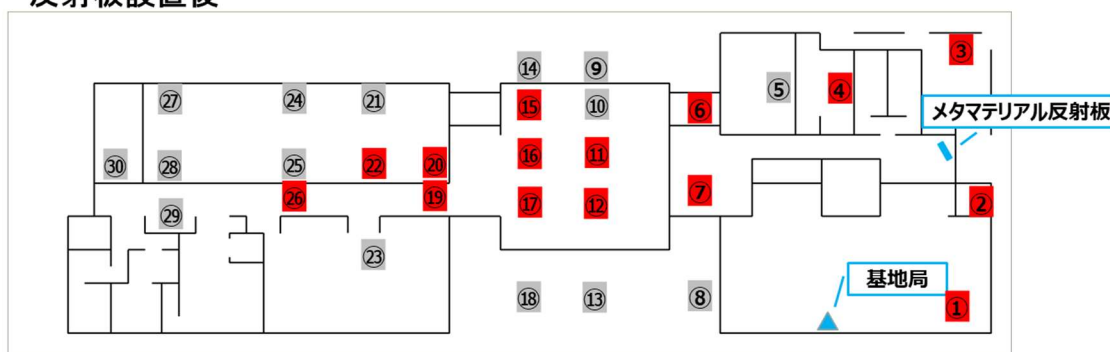 反射板設置後
⑭ ⑨ ③
㉗ ㉔ ㉑ ⑮ ⑩ ⑥ ⑤ ④
メタマテリアル反射板
㉚ ㉘ ㉕ ㉒ ⑳ ⑯ ⑪
㉖ ⑲ ⑰ ⑫ ⑦ ②
㉙
㉓
基地局
⑱ ⑬ ⑧ ①